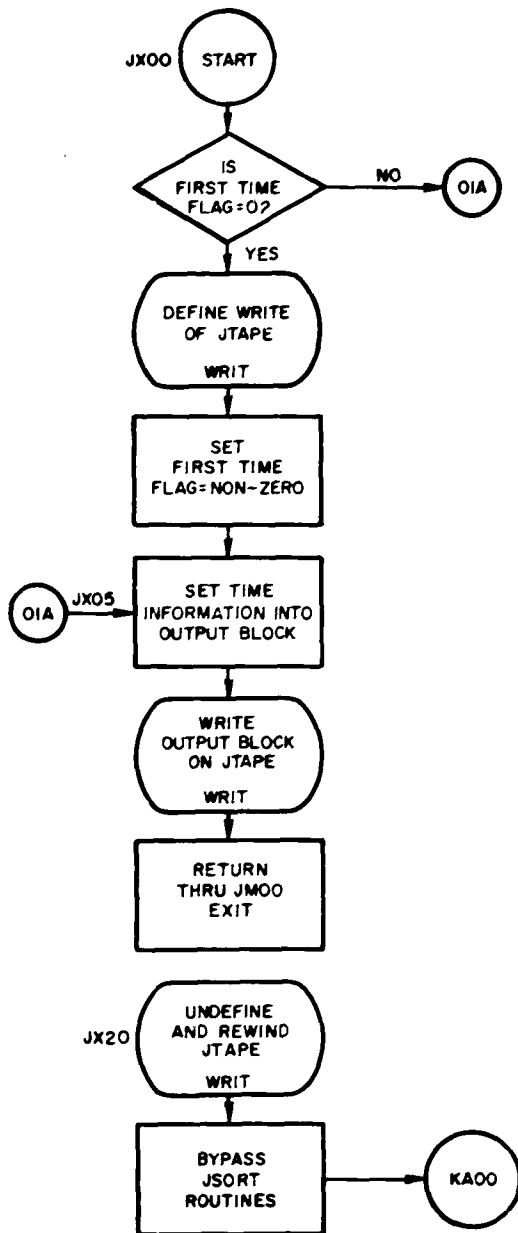 JX00
START
IS
FIRST TIME
FLAG=0?
NO
01A
YES
DEFINE WRITE
OF JTAPE
WRIT
SET
FIRST TIME
FLAG=NON-ZERO
01A
JX05
SET TIME
INFORMATION INTO
OUTPUT BLOCK
WRITE
OUTPUT BLOCK
ON JTAPE
WRIT
RETURN
THRU JM00
EXIT
JX20
UNDEFINE
AND REWIND
JTAPE
WRIT
BYPASS
JSORT
ROUTINES
KA00